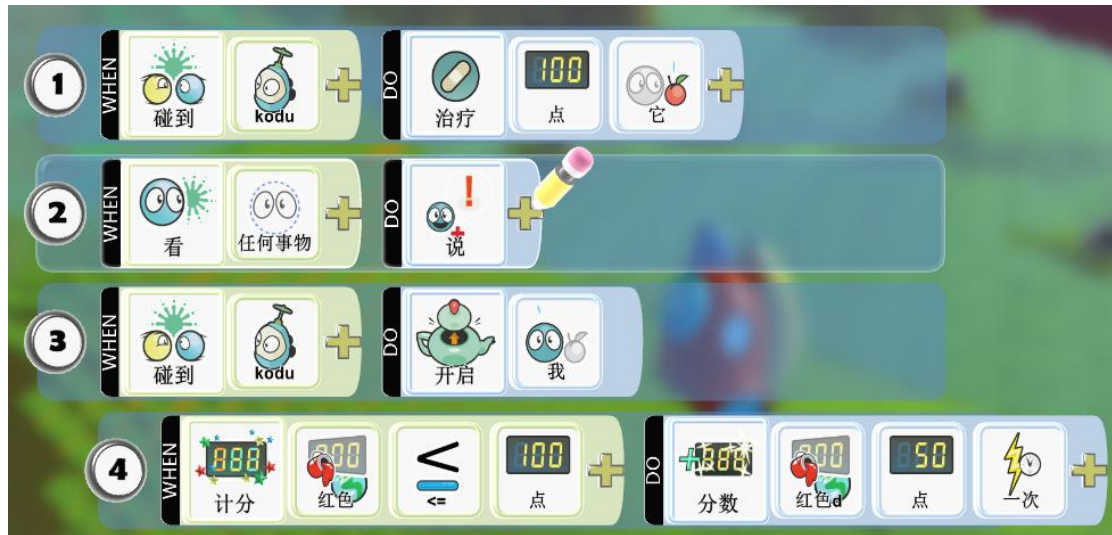 1 WHEN 碰到 kodu DO 治疗 100 点 它
2 WHEN 看 任何事物 DO 说
3 WHEN 碰到 kodu DO 开启 我
4 WHEN 888 计分 000 红色 <= 100 点 DO +888 分数 000 红色d 50 点 一次